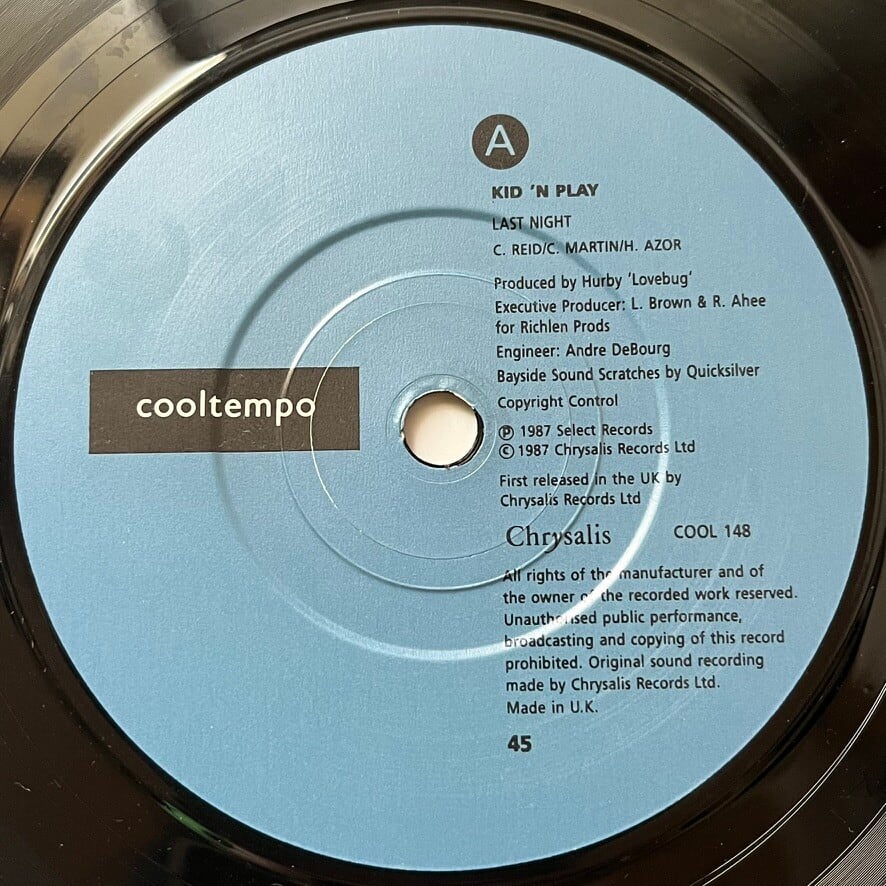 A
KID 'N PLAY
LAST NIGHT
C. REID/C. MARTIN/H. AZOR
Produced by Hurby 'Lovebug'
Executive Producer: L. Brown & R. Ahee
for Richlen Prods
Engineer: Andre DeBourg
Bayside Sound Scratches by Quicksilver
Copyright Control
℗ 1987 Select Records
© 1987 Chrysalis Records Ltd
First released in the UK by
Chrysalis Records Ltd
cooltempo
Chrysalis COOL 148
All rights of the manufacturer and of
the owner of the recorded work reserved.
Unauthorised public performance,
broadcasting and copying of this record
prohibited. Original sound recording
made by Chrysalis Records Ltd.
Made in U.K.
45